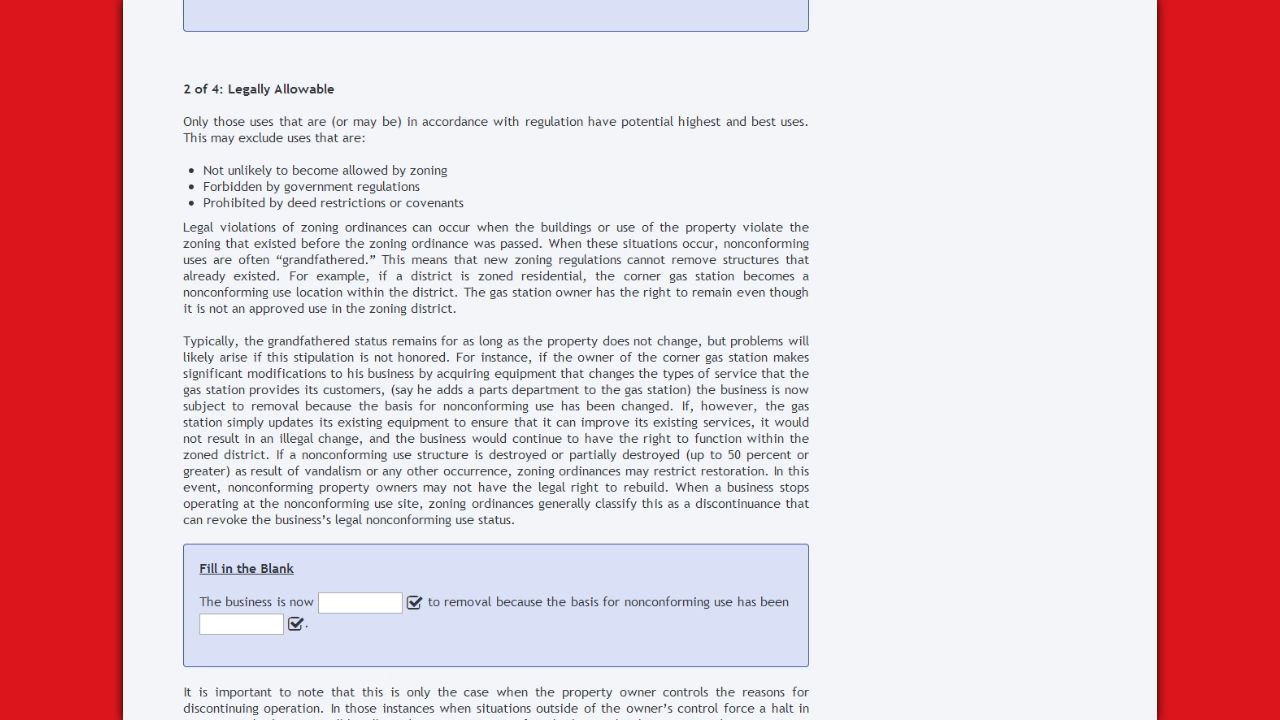 2 of 4: Legally Allowable
Only those uses that are (or may be) in accordance with regulation have potential highest and best uses.
This may exclude uses that are:
• Not unlikely to become allowed by zoning
• Forbidden by government regulations
• Prohibited by deed restrictions or covenants
Legal violations of zoning ordinances can occur when the buildings or use of the property violate the
zoning that existed before the zoning ordinance was passed. When these situations occur, nonconforming
uses are often “grandfathered.” This means that new zoning regulations cannot remove structures that
already existed. For example, if a district is zoned residential, the corner gas station becomes a
nonconforming use location within the district. The gas station owner has the right to remain even though
it is not an approved use in the zoning district.
Typically, the grandfathered status remains for as long as the property does not change, but problems will
likely arise if this stipulation is not honored. For instance, if the owner of the corner gas station makes
significant modifications to his business by acquiring equipment that changes the types of service that the
gas station provides its customers, (say he adds a parts department to the gas station) the business is now
subject to removal because the basis for nonconforming use has been changed. If, however, the gas
station simply updates its existing equipment to ensure that it can improve its existing services, it would
not result in an illegal change, and the business would continue to have the right to function within the
zoned district. If a nonconforming use structure is destroyed or partially destroyed (up to 50 percent or
greater) as result of vandalism or any other occurrence, zoning ordinances may restrict restoration. In this
event, nonconforming property owners may not have the legal right to rebuild. When a business stops
operating at the nonconforming use site, zoning ordinances generally classify this as a discontinuance that
can revoke the business’s legal nonconforming use status.
Fill in the Blank
The business is now to removal because the basis for nonconforming use has been
.
It is important to note that this is only the case when the property owner controls the reasons for
discontinuing operation. In those instances when situations outside of the owner’s control force a halt in